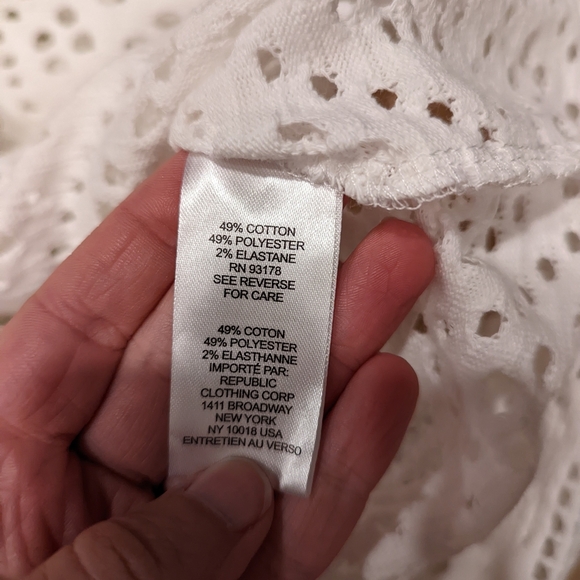 49% COTTON
49% POLYESTER
2% ELASTANE
RN 93178
SEE REVERSE
FOR CARE
49% COTON
49% POLYESTER
2% ELASTHANNE
IMPORTÉ PAR:
REPUBLIC
CLOTHING CORP
1411 BROADWAY
NEW YORK
NY 10018 USA
ENTRETIEN AU VERSO